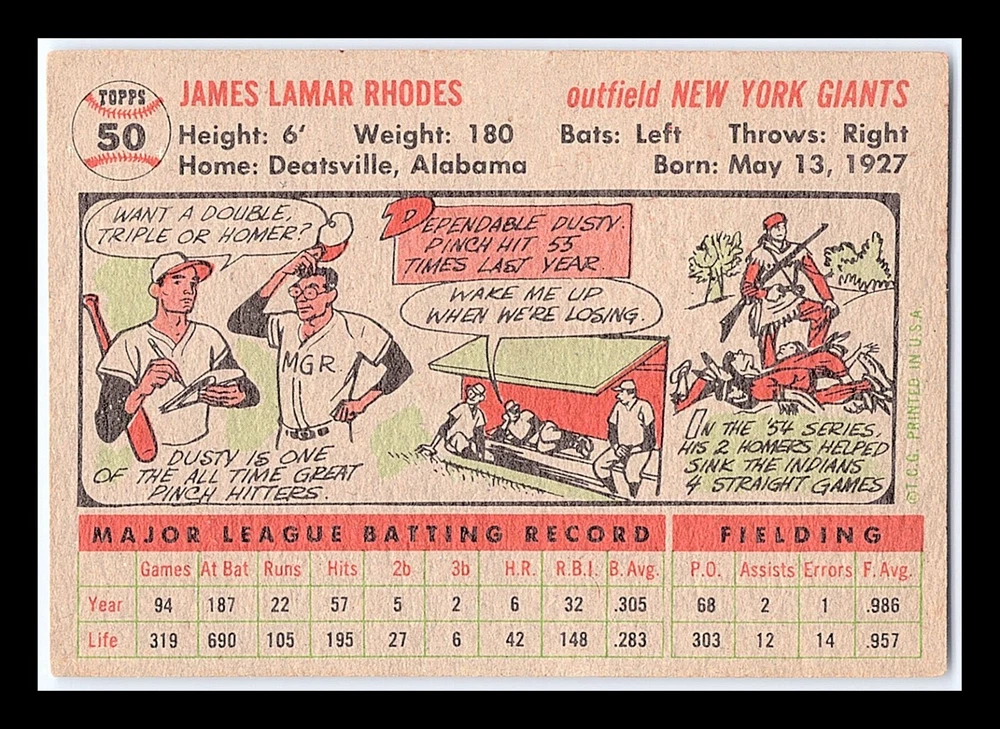 TOPPS
50
JAMES LAMAR RHODES outfield NEW YORK GIANTS
Height: 6' Weight: 180 Bats: Left Throws: Right
Home: Deatsville, Alabama Born: May 13, 1927
WANT A DOUBLE,
TRIPLE OR HOMER?
MGR.
DUSTY IS ONE
OF THE ALL TIME GREAT
PINCH HITTERS.
DEPENDABLE DUSTY.
PINCH HIT 55
TIMES LAST YEAR
WAKE ME UP
WHEN WE'RE LOSING.
IN THE '54 SERIES,
HIS 2 HOMERS HELPED
SINK THE INDIANS
4 STRAIGHT GAMES
©T.C.G. PRINTED IN U.S.A.
MAJOR LEAGUE BATTING RECORD FIELDING
Games At Bat Runs Hits 2b 3b H.R. R.B.I. B. Avg. P.O. Assists Errors F. Avg.
Year 94 187 22 57 5 2 6 32 .305 68 2 1 .986
Life 319 690 105 195 27 6 42 148 .283 303 12 14 .957